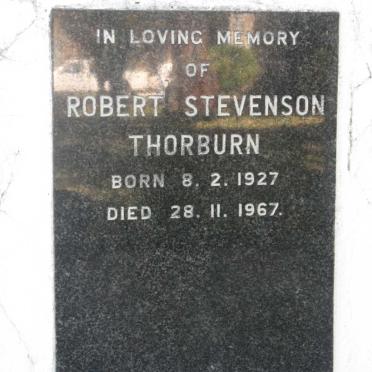 IN LOVING MEMORY
OF
ROBERT STEVENSON
THORBURN
BORN 8. 2. 1927
DIED 28. 11. 1967.